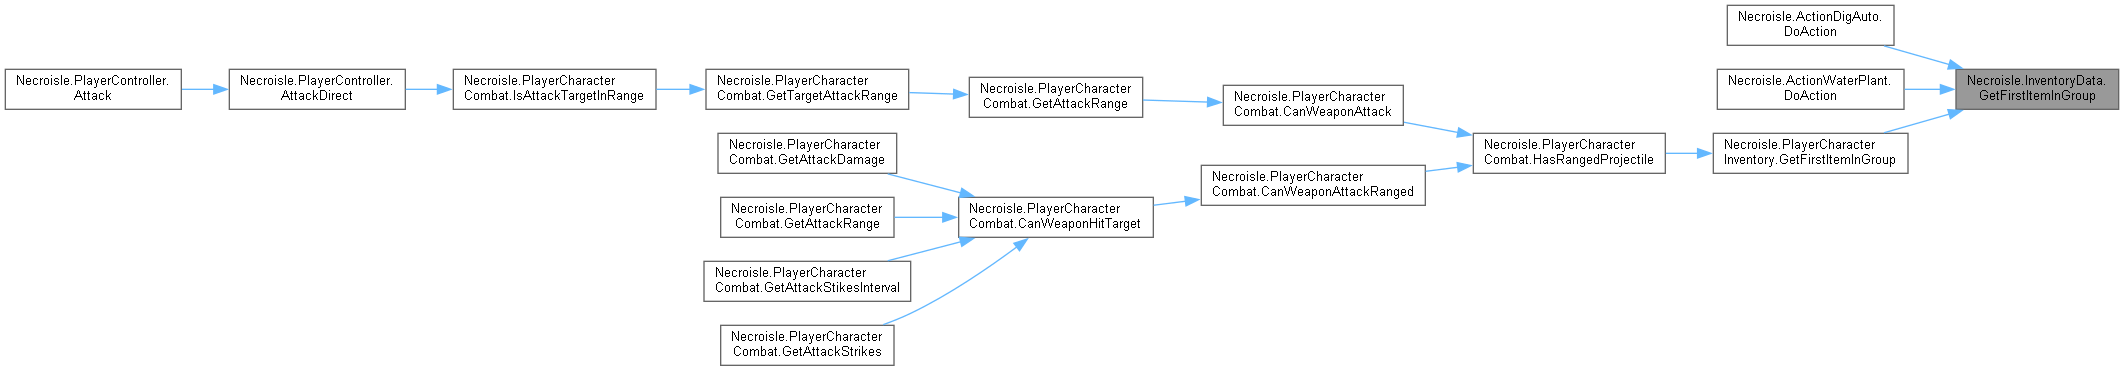 Necroisle.ActionDigAuto.
DoAction
Necroisle.PlayerController.
Attack
Necroisle.PlayerController.
AttackDirect
Necroisle.PlayerCharacter
Combat.IsAttackTargetInRange
Necroisle.PlayerCharacter
Combat.GetTargetAttackRange
Necroisle.PlayerCharacter
Combat.GetAttackRange
Necroisle.PlayerCharacter
Combat.CanWeaponAttack
Necroisle.ActionWaterPlant.
DoAction
Necroisle.InventoryData.
GetFirstItemInGroup
Necroisle.PlayerCharacter
Combat.GetAttackDamage
Necroisle.PlayerCharacter
Combat.HasRangedProjectile
Necroisle.PlayerCharacter
Inventory.GetFirstItemInGroup
Necroisle.PlayerCharacter
Combat.CanWeaponAttackRanged
Necroisle.PlayerCharacter
Combat.GetAttackRange
Necroisle.PlayerCharacter
Combat.CanWeaponHitTarget
Necroisle.PlayerCharacter
Combat.GetAttackStikesInterval
Necroisle.PlayerCharacter
Combat.GetAttackStrikes